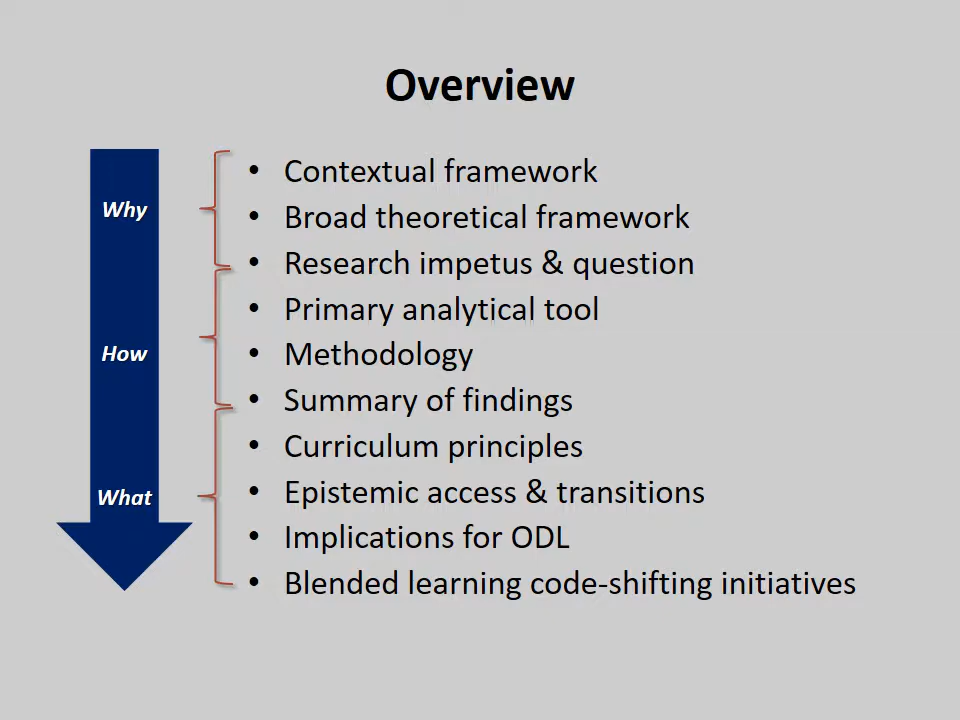 Overview
Why
• Contextual framework
• Broad theoretical framework
• Research impetus & question
How
• Primary analytical tool
• Methodology
• Summary of findings
What
• Curriculum principles
• Epistemic access & transitions
• Implications for ODL
• Blended learning code-shifting initiatives